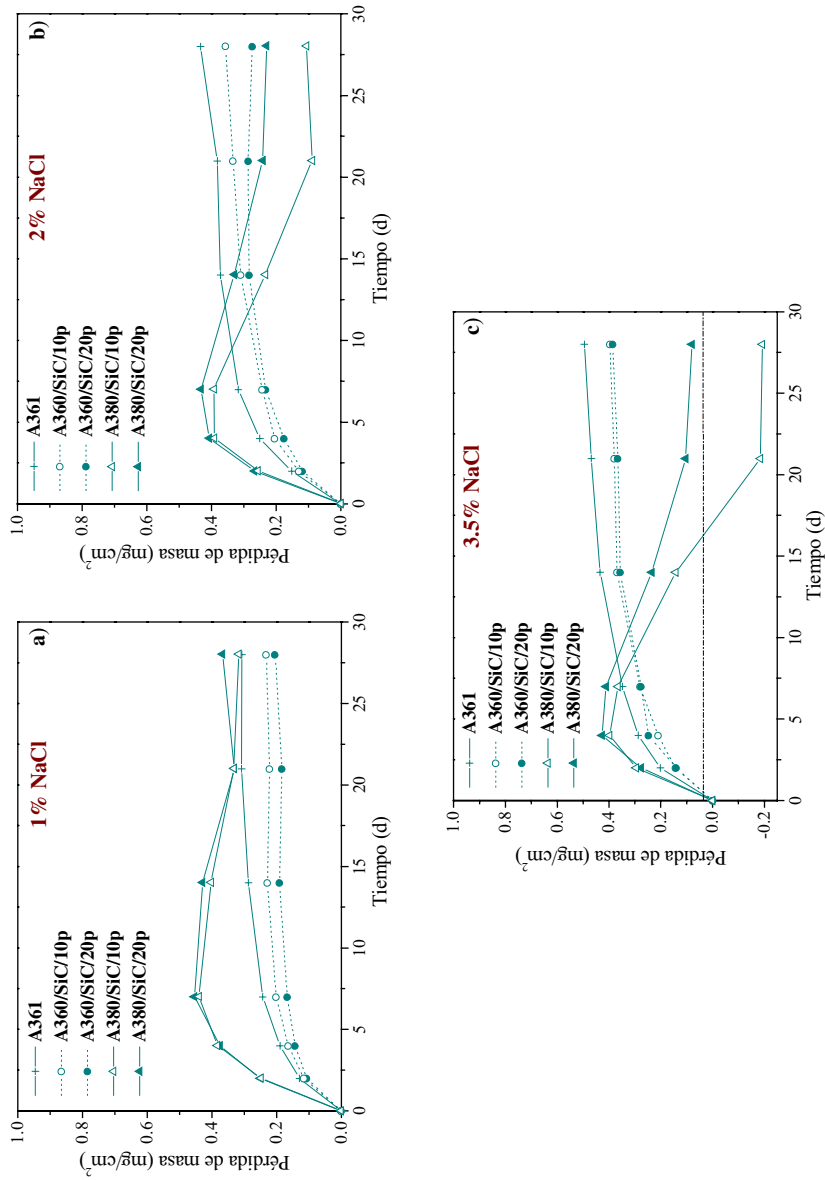 a)
1% NaCl
A361
A360/SiC/10p
A360/SiC/20p
A380/SiC/10p
A380/SiC/20p
Pérdida de masa (mg/cm²)
1.0
0.8
0.6
0.4
0.2
0.0
0
5
10
15
20
25
30
Tiempo (d)
b)
2% NaCl
A361
A360/SiC/10p
A360/SiC/20p
A380/SiC/10p
A380/SiC/20p
Pérdida de masa (mg/cm²)
1.0
0.8
0.6
0.4
0.2
0.0
0
5
10
15
20
25
30
Tiempo (d)
c)
3.5% NaCl
A361
A360/SiC/10p
A360/SiC/20p
A380/SiC/10p
A380/SiC/20p
Pérdida de masa (mg/cm²)
1.0
0.8
0.6
0.4
0.2
0.0
-0.2
0
5
10
15
20
25
30
Tiempo (d)